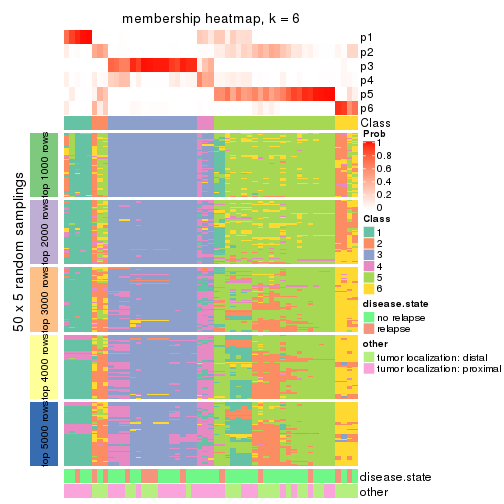 membership heatmap, k = 6
p1
p2
p3
p4
p5
p6
Class
50 x 5 random samplings
top 1000 rows
top 2000 rows
top 3000 rows
top 4000 rows
top 5000 rows
disease.state
other
Prob
1
0.8
0.6
0.4
0.2
0
Class
1
2
3
4
5
6
disease.state
no relapse
relapse
other
tumor localization: distal
tumor localization: proximal